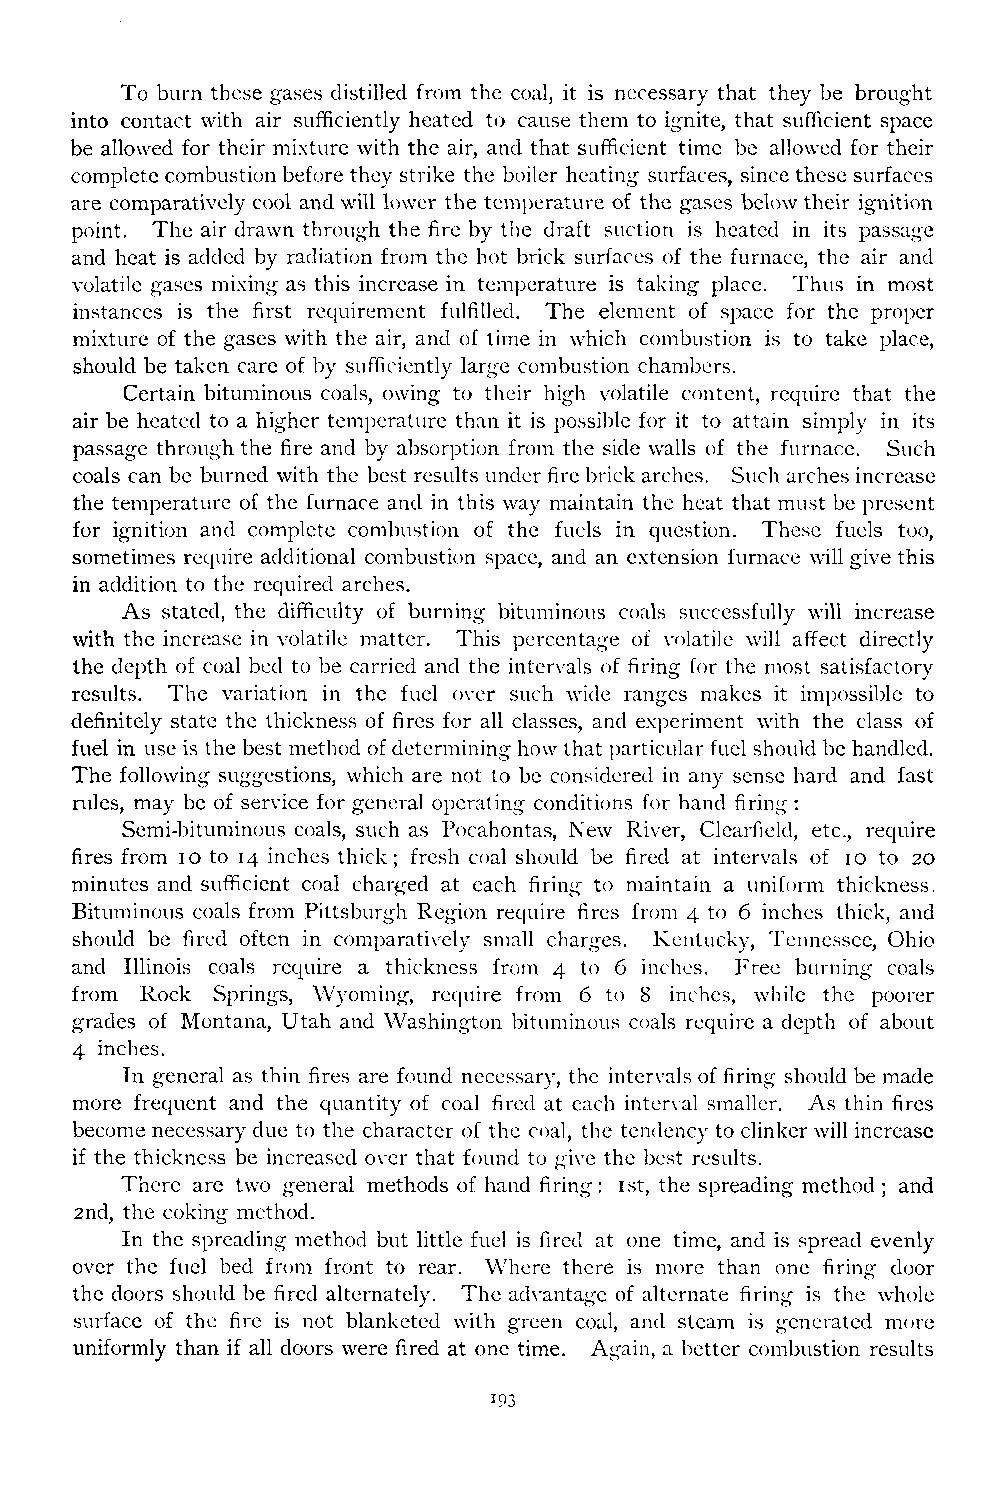 To burn these gases distilled from the coal, it is necessary that they be brought
into contact with air sufficiently heated to cause them to ignite, that sufficient space
be allowed for their mixture with the air, and that sufficient time be allowed for their
complete combustion before they strike the boiler heating surfaces, since these surfaces
are comparatively cool and will lower the temperature of the gases below their ignition
point. The air drawn through the fire by the draft suction is heated in its passage
and heat is added by radiation from the hot brick surfaces of the furnace, the air and
volatile gases mixing as this increase in temperature is taking place. Thus in most
instances is the first requirement fulfilled. The element of space for the proper
mixture of the gases with the air, and of time in which combustion is to take place,
should be taken care of by sufficiently large combustion chambers.
Certain bituminous coals, owing to their high volatile content, require that the
air be heated to a higher temperature than it is possible for it to attain simply in its
passage through the fire and by absorption from the side walls of the furnace. Such
coals can be burned with the best results under fire brick arches. Such arches increase
the temperature of the furnace and in this way maintain the heat that must be present
for ignition and complete combustion of the fuels in question. These fuels too,
sometimes require additional combustion space, and an extension furnace will give this
in addition to the required arches.
As stated, the difficulty of burning bituminous coals successfully will increase
with the increase in volatile matter. This percentage of volatile will affect directly
the depth of coal bed to be carried and the intervals of firing for the most satisfactory
results. The variation in the fuel over such wide ranges makes it impossible to
definitely state the thickness of fires for all classes, and experiment with the class of
fuel in use is the best method of determining how that particular fuel should be handled.
The following suggestions, which are not to be considered in any sense hard and fast
rules, may be of service for general operating conditions for hand firing :
Semi-bituminous coals, such as Pocahontas, New River, Clearfield, etc., require
fires from 10 to 14 inches thick; fresh coal should be fired at intervals of 10 to 20
minutes and sufficient coal charged at each firing to maintain a uniform thickness.
Bituminous coals from Pittsburgh Region require fires from 4 to 6 inches thick, and
should be fired often in comparatively small charges. Kentucky, Tennessee, Ohio
and Illinois coals require a thickness from 4 to 6 inches. Free burning coals
from Rock Springs, Wyoming, require from 6 to 8 inches, while the poorer
grades of Montana, Utah and Washington bituminous coals require a depth of about
4 inches.
In general as thin fires are found necessary, the intervals of firing should be made
more frequent and the quantity of coal fired at each interval smaller. As thin fires
become necessary due to the character of the coal, the tendency to clinker will increase
if the thickness be increased over that found to give the best results.
There are two general methods of hand firing: 1st, the spreading method ; and
2nd, the coking method.
In the spreading method but little fuel is fired at one time, and is spread evenly
over the fuel bed from front to rear. Where there is more than one firing door
the doors should be fired alternately. The advantage of alternate firing is the whole
surface of the fire is not blanketed with green coal, and steam is generated more
uniformly than if all doors were fired at one time. Again, a better combustion results
193